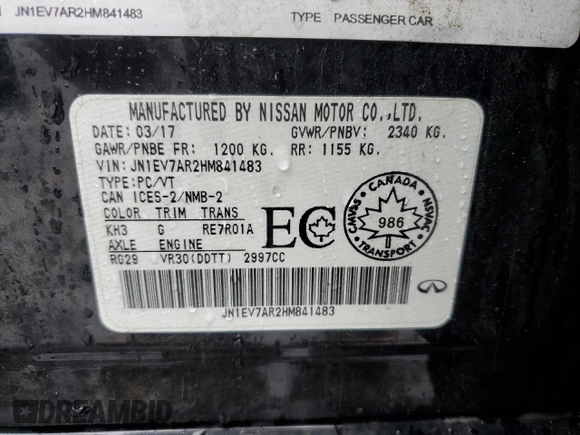 JN1EV7AR2HM841483 TYPE PASSENGER CAR
MANUFACTURED BY NISSAN MOTOR CO.,LTD.
DATE: 03/17 GVWR/PNBV: 2340 KG.
GAWR/PNBE FR: 1200 KG. RR: 1155 KG.
VIN: JN1EV7AR2HM841483
TYPE:PC/VT
CAN ICES-2/NMB-2
COLOR TRIM TRANS
KH3 G RE7R01A
AXLE ENGINE
RG29 VR30(DDTT) 2997CC
EC
CANADA
CMVSS 986 NSVAC
TRANSPORT
JN1EV7AR2HM841483
DREAMBID